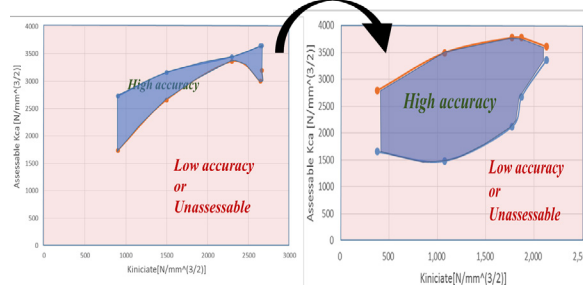 4000
3500
3000
2500
2000
1500
1000
500
0
0
500
1000
1500
2000
2500
3000
Assessable Kca [N/mm^(3/2)]
Kiniciate[N/mm^(3/2)]
High accuracy
Low accuracy
or
Unassessable
4000
3500
3000
2500
2000
1500
1000
500
0
0
500
1,000
1,500
2,000
2,5
Assessable Kca [N/mm^(3/2)]
Kiniciate[N/mm^(3/2)]
High accuracy
Low accuracy
or
Unassessable